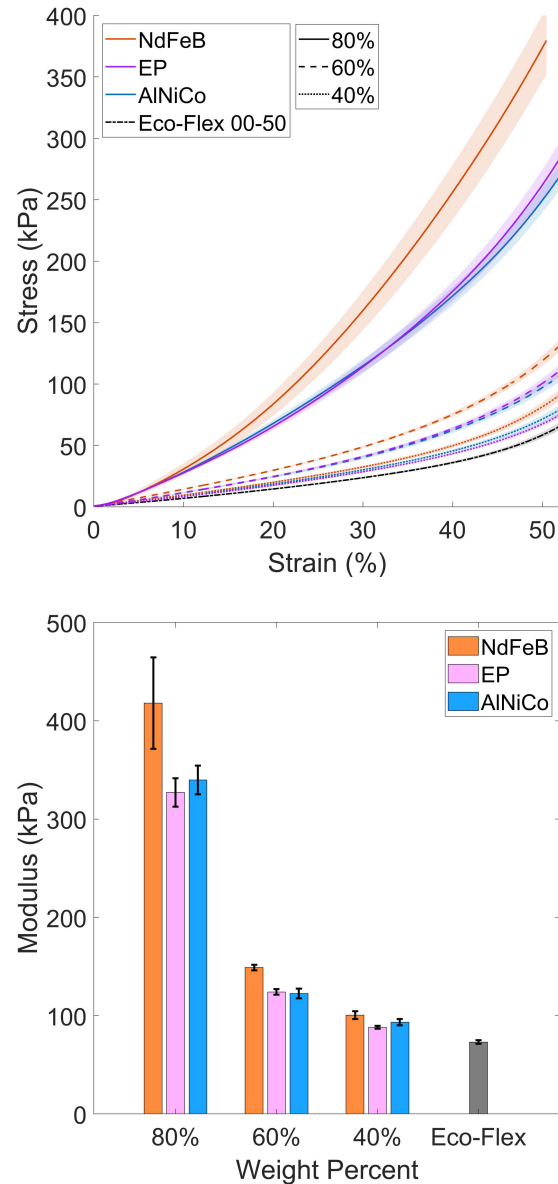 400
350
300
250
200
150
100
50
0
Stress (kPa)
NdFeB
EP
AlNiCo
Eco-Flex 00-50
80%
60%
40%
0 10 20 30 40 50
Strain (%)
500
400
300
200
100
0
Modulus (kPa)
NdFeB
EP
AlNiCo
80% 60% 40% Eco-Flex
Weight Percent